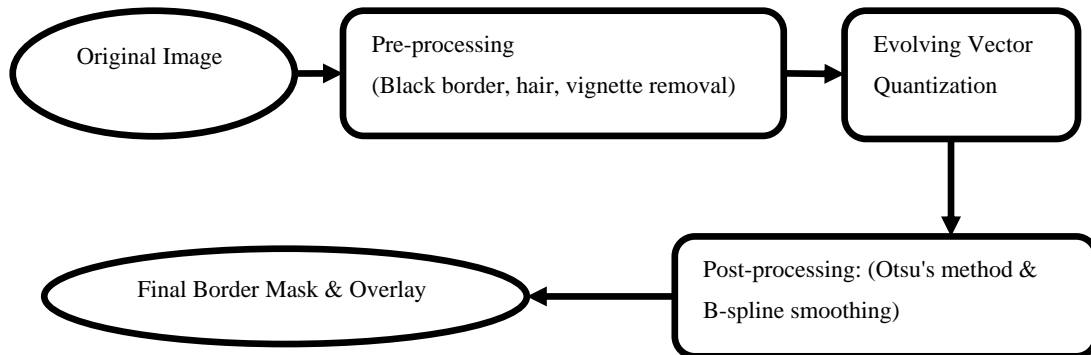 Original Image
Pre-processing
(Black border, hair, vignette removal)
Evolving Vector
Quantization
Post-processing: (Otsu's method &
B-spline smoothing)
Final Border Mask & Overlay